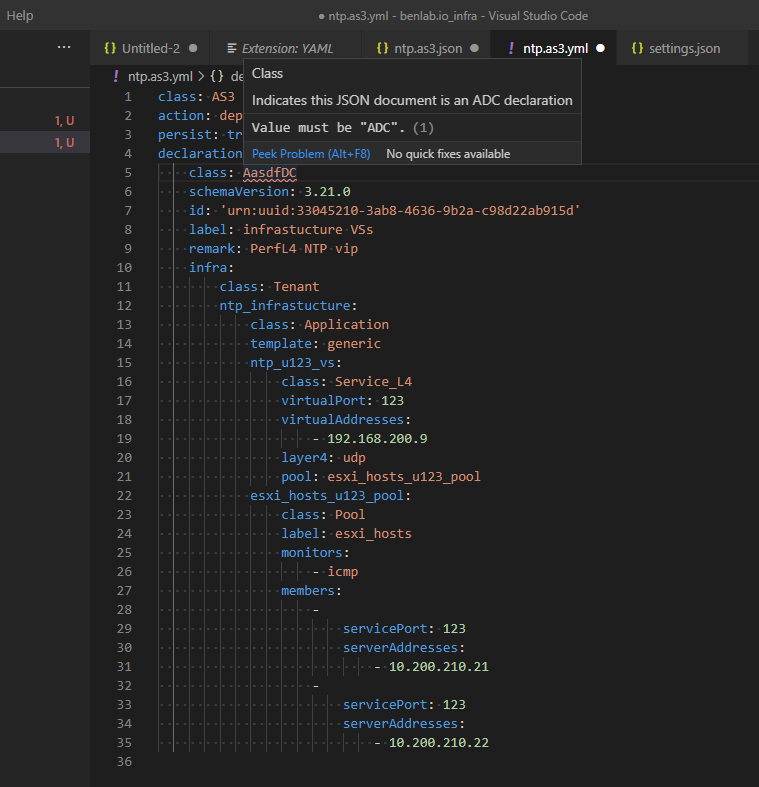 Help
● ntp.as3.yml - benlab.io_infra - Visual Studio Code
··· {} Untitled-2 ● Extension: YAML {} ntp.as3.json ● ! ntp.as3.yml ● {} settings.json
! ntp.as3.yml > {} de
Class
Indicates this JSON document is an ADC declaration
Value must be "ADC". (1)
Peek Problem (Alt+F8) No quick fixes available
1, U
1, U
1 class: AS3
2 action: dep
3 persist: tr
4 declaration
5 class: AasdfDC
6 schemaVersion: 3.21.0
7 id: 'urn:uuid:33045210-3ab8-4636-9b2a-c98d22ab915d'
8 label: infrastucture VSs
9 remark: PerfL4 NTP vip
10 infra:
11 class: Tenant
12 ntp_infrastucture:
13 class: Application
14 template: generic
15 ntp_u123_vs:
16 class: Service_L4
17 virtualPort: 123
18 virtualAddresses:
19 - 192.168.200.9
20 layer4: udp
21 pool: esxi_hosts_u123_pool
22 esxi_hosts_u123_pool:
23 class: Pool
24 label: esxi_hosts
25 monitors:
26 - icmp
27 members:
28 -
29 servicePort: 123
30 serverAddresses:
31 - 10.200.210.21
32 -
33 servicePort: 123
34 serverAddresses:
35 - 10.200.210.22
36